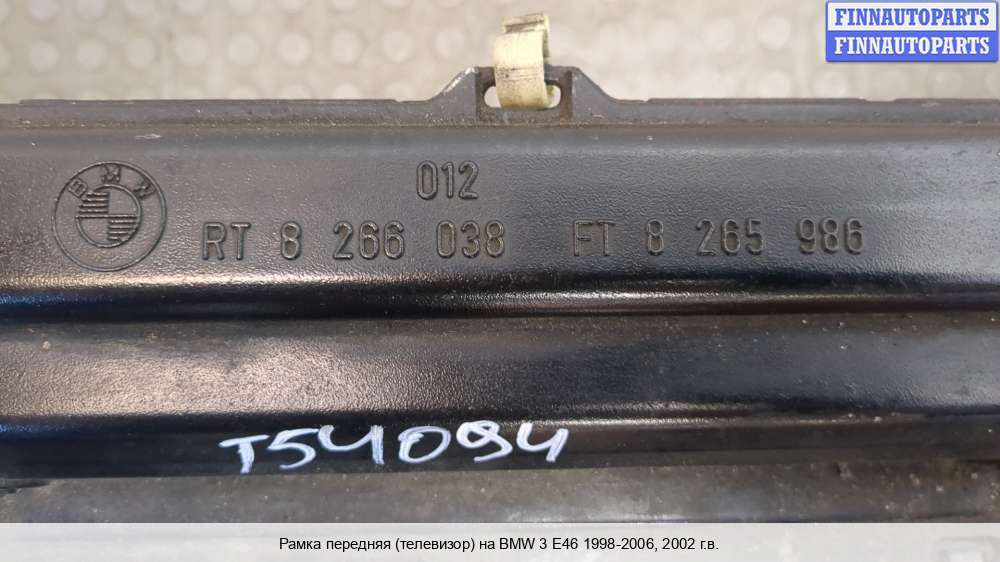 FINNAUTOPARTS
FINNAUTOPARTS
BMW
012
RT 8 266 038 FT 8 265 986
T54094
Рамка передняя (телевизор) на BMW 3 E46 1998-2006, 2002 г.в.